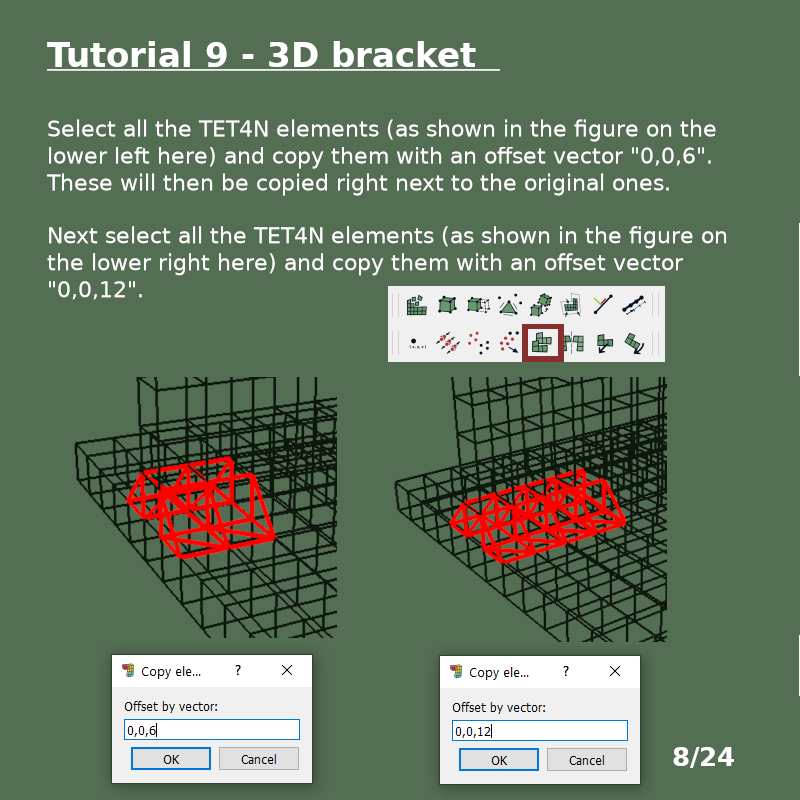 Tutorial 9 - 3D bracket
Select all the TET4N elements (as shown in the figure on the
lower left here) and copy them with an offset vector "0,0,6".
These will then be copied right next to the original ones.
Next select all the TET4N elements (as shown in the figure on
the lower right here) and copy them with an offset vector
"0,0,12".
Copy ele... ?
Offset by vector:
0,0,6
OK Cancel
Copy ele... ?
Offset by vector:
0,0,12
OK Cancel
8/24